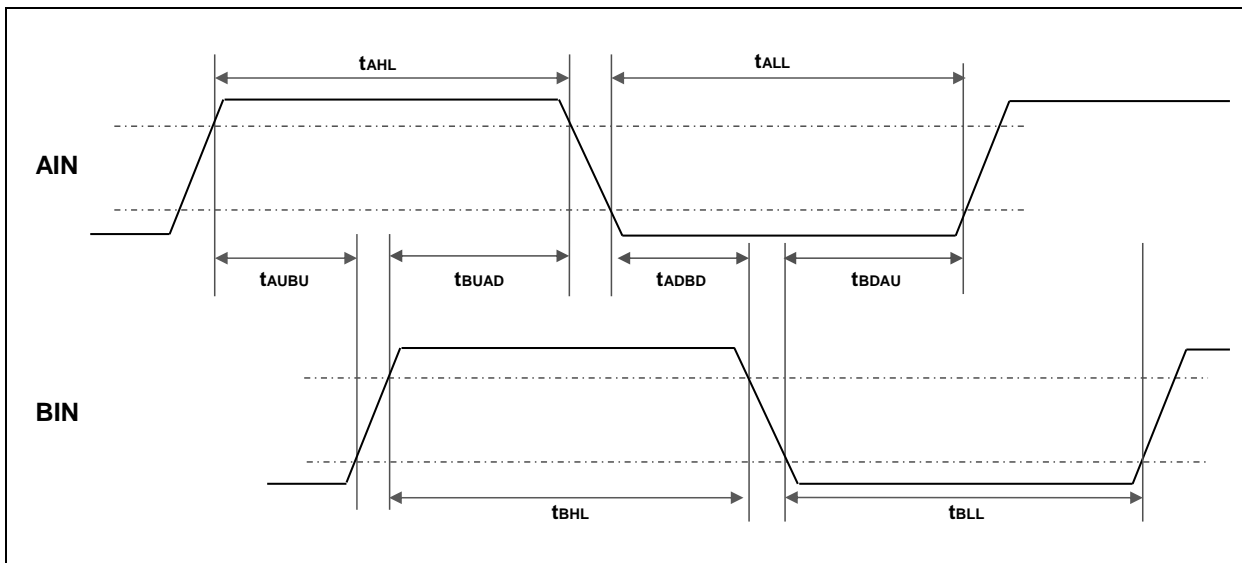 tAHL
tALL
AIN
tAUBU
tBUAD
tADBD
tBDAU
BIN
tBHL
tBLL